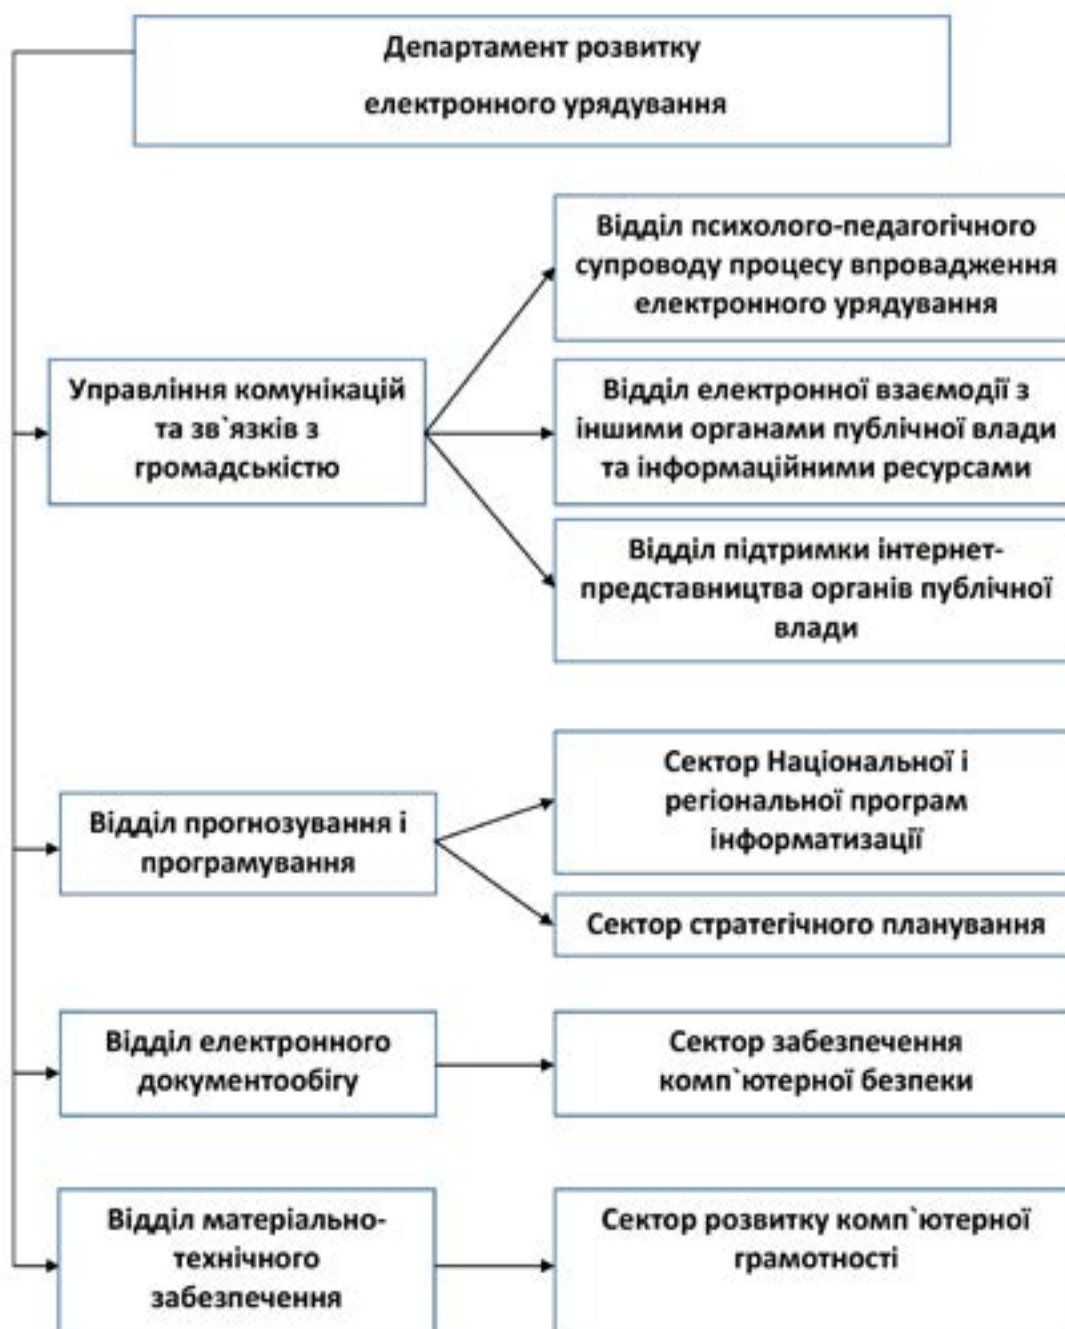 Департамент розвитку
електронного урядування
Відділ психолого-педагогічного
супроводу процесу впровадження
електронного урядування
Управління комунікацій
та зв`язків з
громадськістю
Відділ електронної взаємодії з
іншими органами публічної влади
та інформаційними ресурсами
Відділ підтримки інтернет-
представництва органів публічної
влади
Відділ прогнозування і
програмування
Сектор Національної і
регіональної програм
інформатизації
Сектор стратегічного планування
Відділ електронного
документообігу
Сектор забезпечення
комп`ютерної безпеки
Відділ матеріально-
технічного
забезпечення
Сектор розвитку комп`ютерної
грамотності